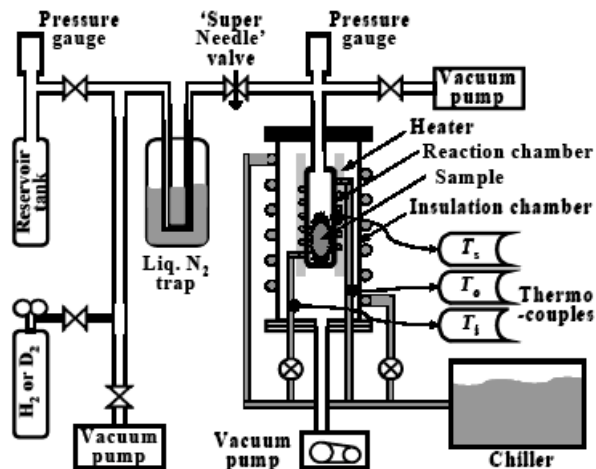 Pressure
gauge
'Super
Needle'
valve
Pressure
gauge
Vacuum
pump
Heater
Reaction chamber
Sample
Insulation chamber
Reservoir
tank
Liq. N2
trap
Ts
To
Ti
Thermo
-couples
H2 or D2
Vacuum
pump
Vacuum
pump
Chiller